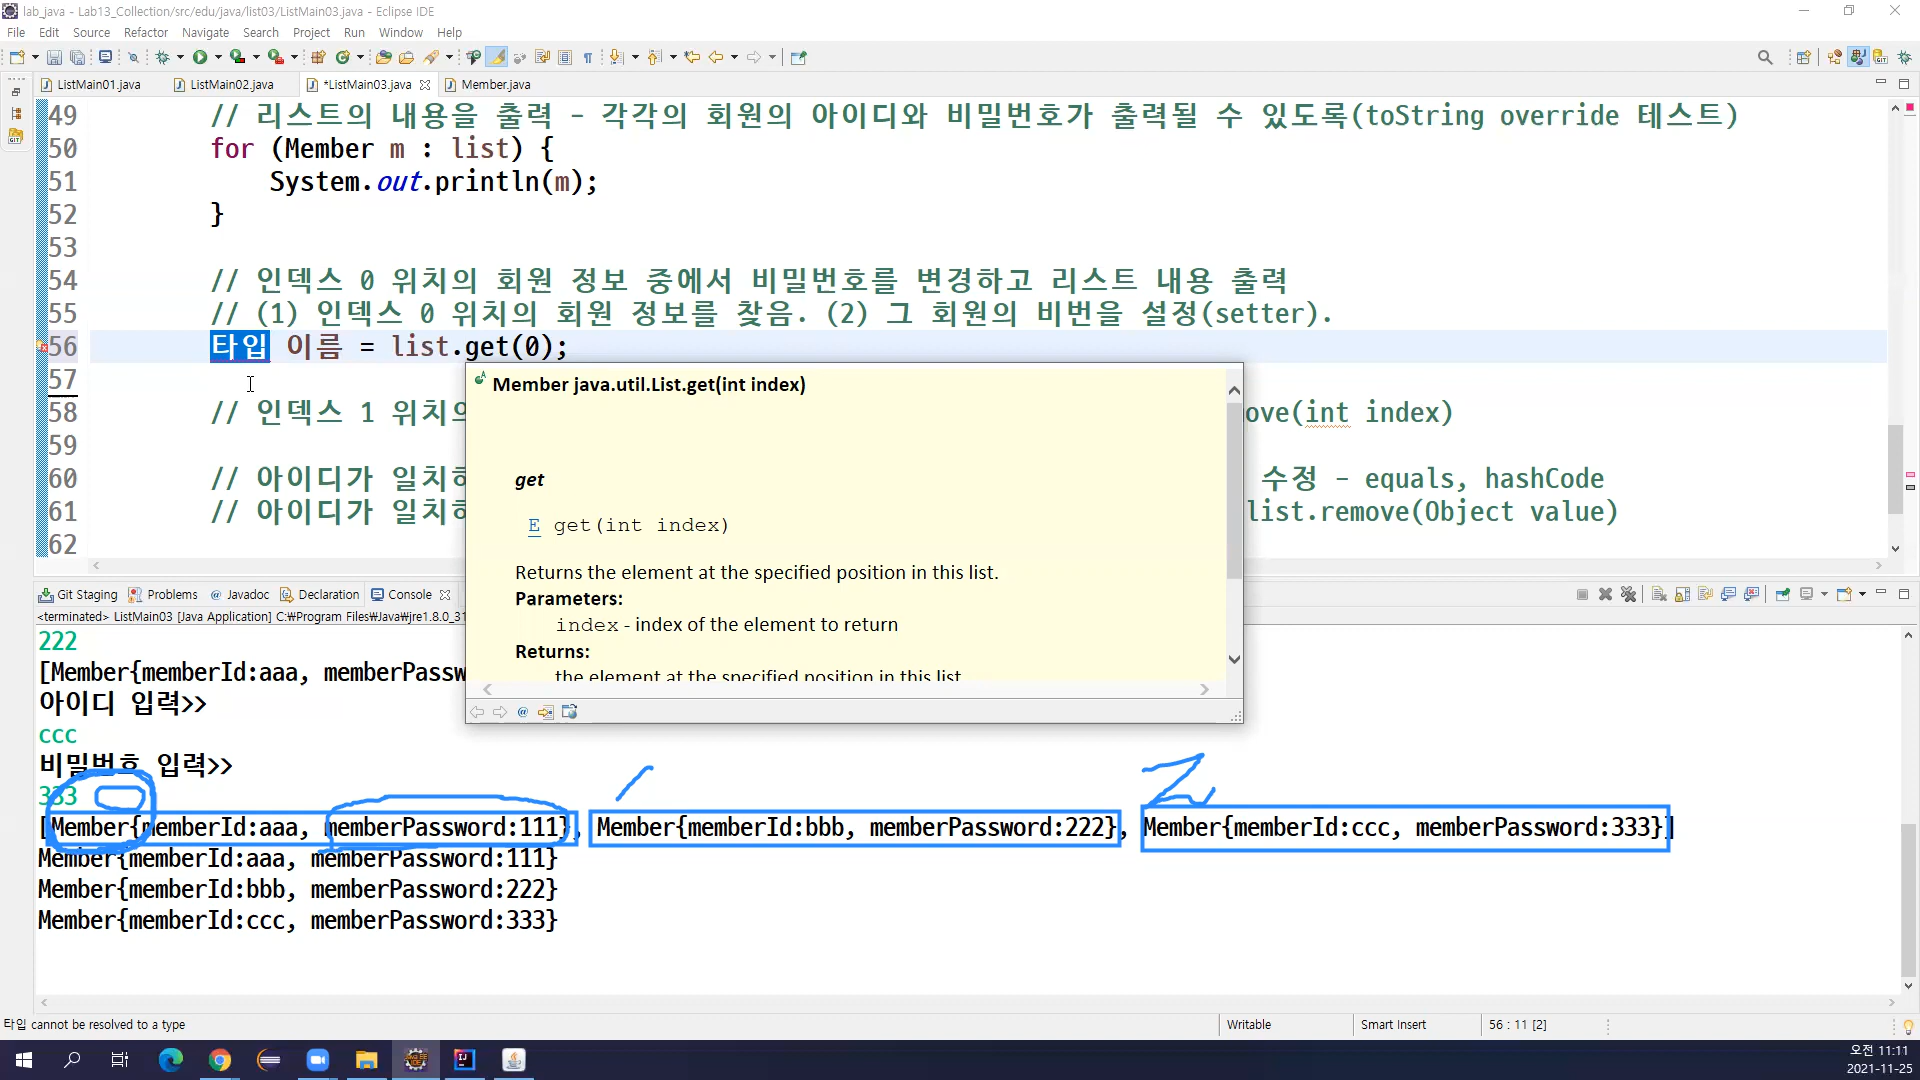 lab_java - Lab13_Collection/src/edu/java/list03/ListMain03.java - Eclipse IDE
File Edit Source Refactor Navigate Search Project Run Window Help
ListMain01.java ListMain02.java *ListMain03.java Member.java
49 // 리스트의 내용을 출력 - 각각의 회원의 아이디와 비밀번호가 출력될 수 있도록(toString override 테스트)
50 for (Member m : list) {
51 System.out.println(m);
52 }
53
54 // 인덱스 0 위치의 회원 정보 중에서 비밀번호를 변경하고 리스트 내용 출력
55 // (1) 인덱스 0 위치의 회원 정보를 찾음. (2) 그 회원의 비번을 설정(setter).
56 타입 이름 = list.get(0);
57
58 // 인덱스 1 위치의 ove(int index)
59
60 // 아이디가 일치하 수정 - equals, hashCode
61 // 아이디가 일치하 list.remove(Object value)
62
Member java.util.List.get(int index)
get
E get(int index)
Returns the element at the specified position in this list.
Parameters:
index - index of the element to return
Returns:
the element at the specified position in this list
Git Staging Problems Javadoc Declaration Console
<terminated> ListMain03 [Java Application] C:₩Program Files₩Java₩jre1.8.0_31
222
[Member{memberId:aaa, memberPassw
아이디 입력>>
ccc
비밀번호 입력>>
333
1 2
[Member{memberId:aaa, memberPassword:111}, Member{memberId:bbb, memberPassword:222}, Member{memberId:ccc, memberPassword:333}]
Member{memberId:aaa, memberPassword:111}
Member{memberId:bbb, memberPassword:222}
Member{memberId:ccc, memberPassword:333}
타입 cannot be resolved to a type Writable Smart Insert 56 : 11 [2]
오전 11:11
2021-11-25